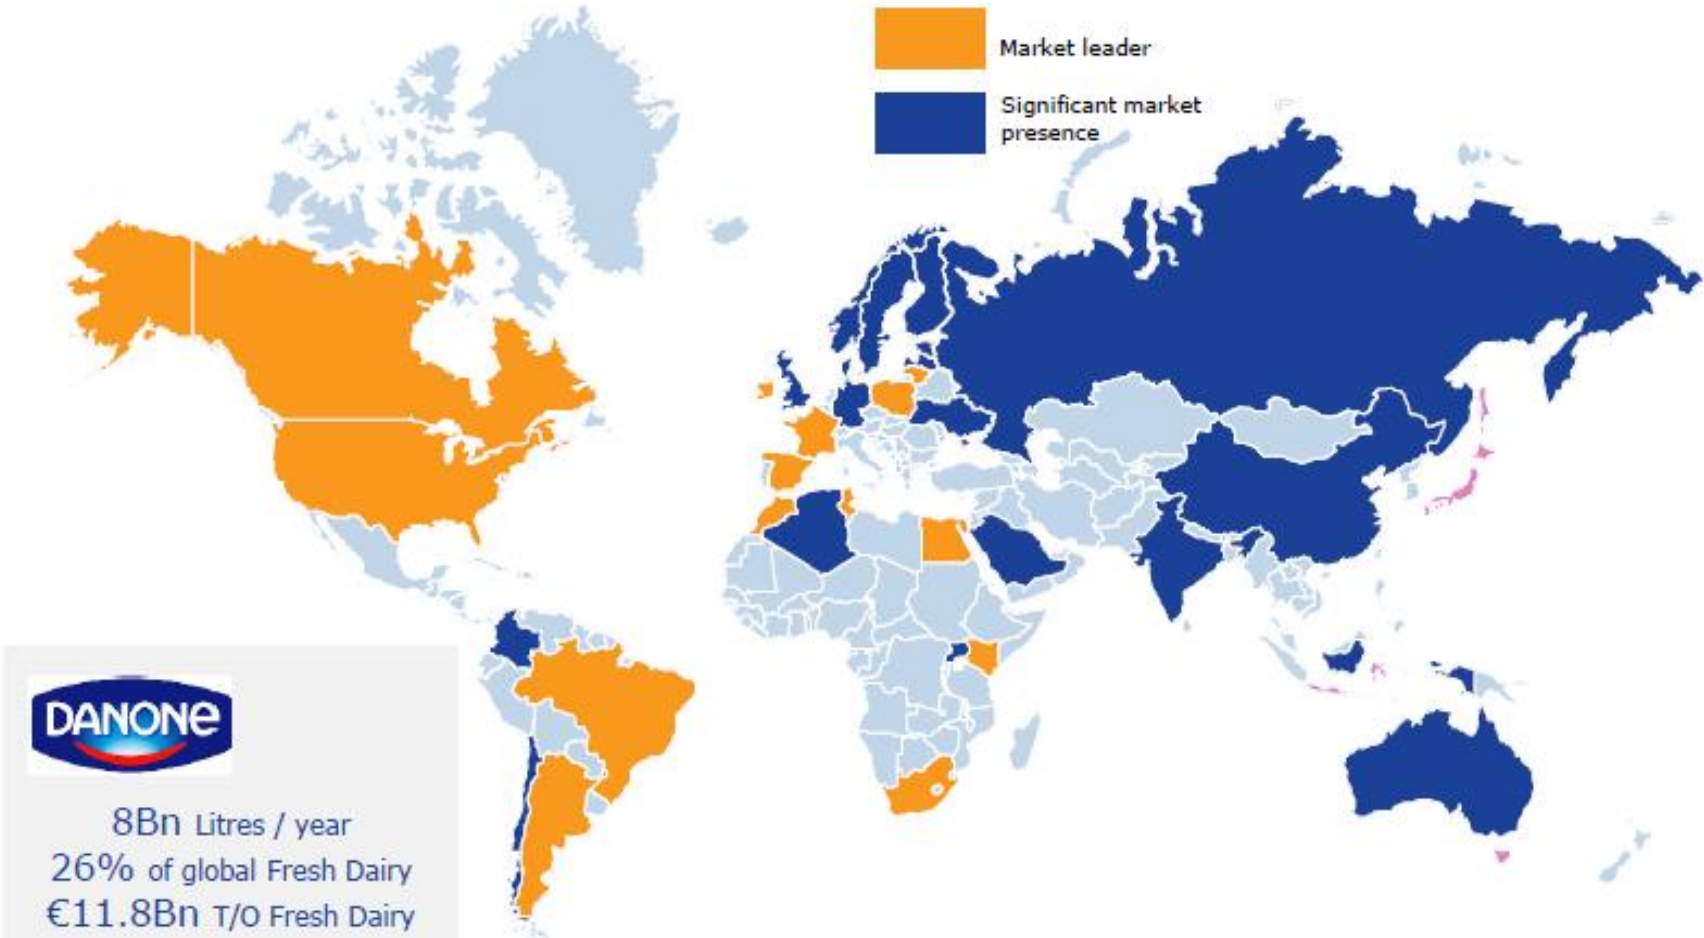 Market leader
Significant market
presence
DANONE
8Bn Litres / year
26% of global Fresh Dairy
€11.8Bn T/O Fresh Dairy